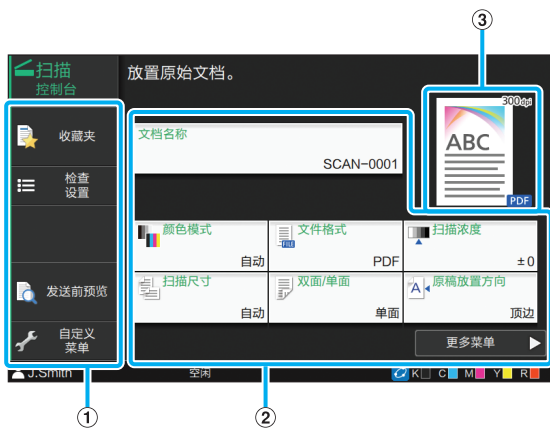 ③
扫描
控制台
放置原始文档。
300dpi
ABC
PDF
收藏夹
检查
设置
发送前预览
自定义
菜单
文档名称
SCAN-0001
颜色模式
自动
文件格式
FILE
PDF
扫描浓度
±0
扫描尺寸
自动
双面/单面
单面
A
原稿放置方向
顶边
更多菜单
J.Smith
空闲
K C M Y R
①
②